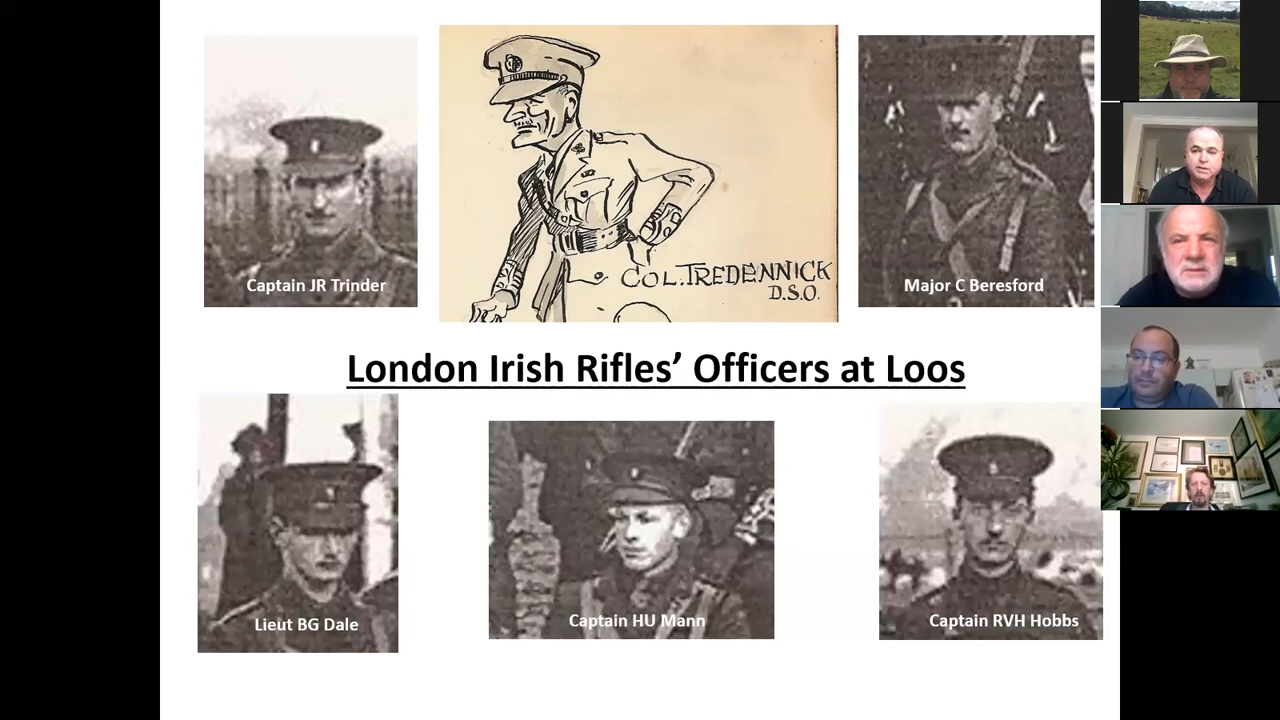 Captain JR Trinder
COL. TREDENNICK
D.S.O.
Major C Beresford
London Irish Rifles’ Officers at Loos
Lieut BG Dale
Captain HU Mann
Captain RVH Hobbs